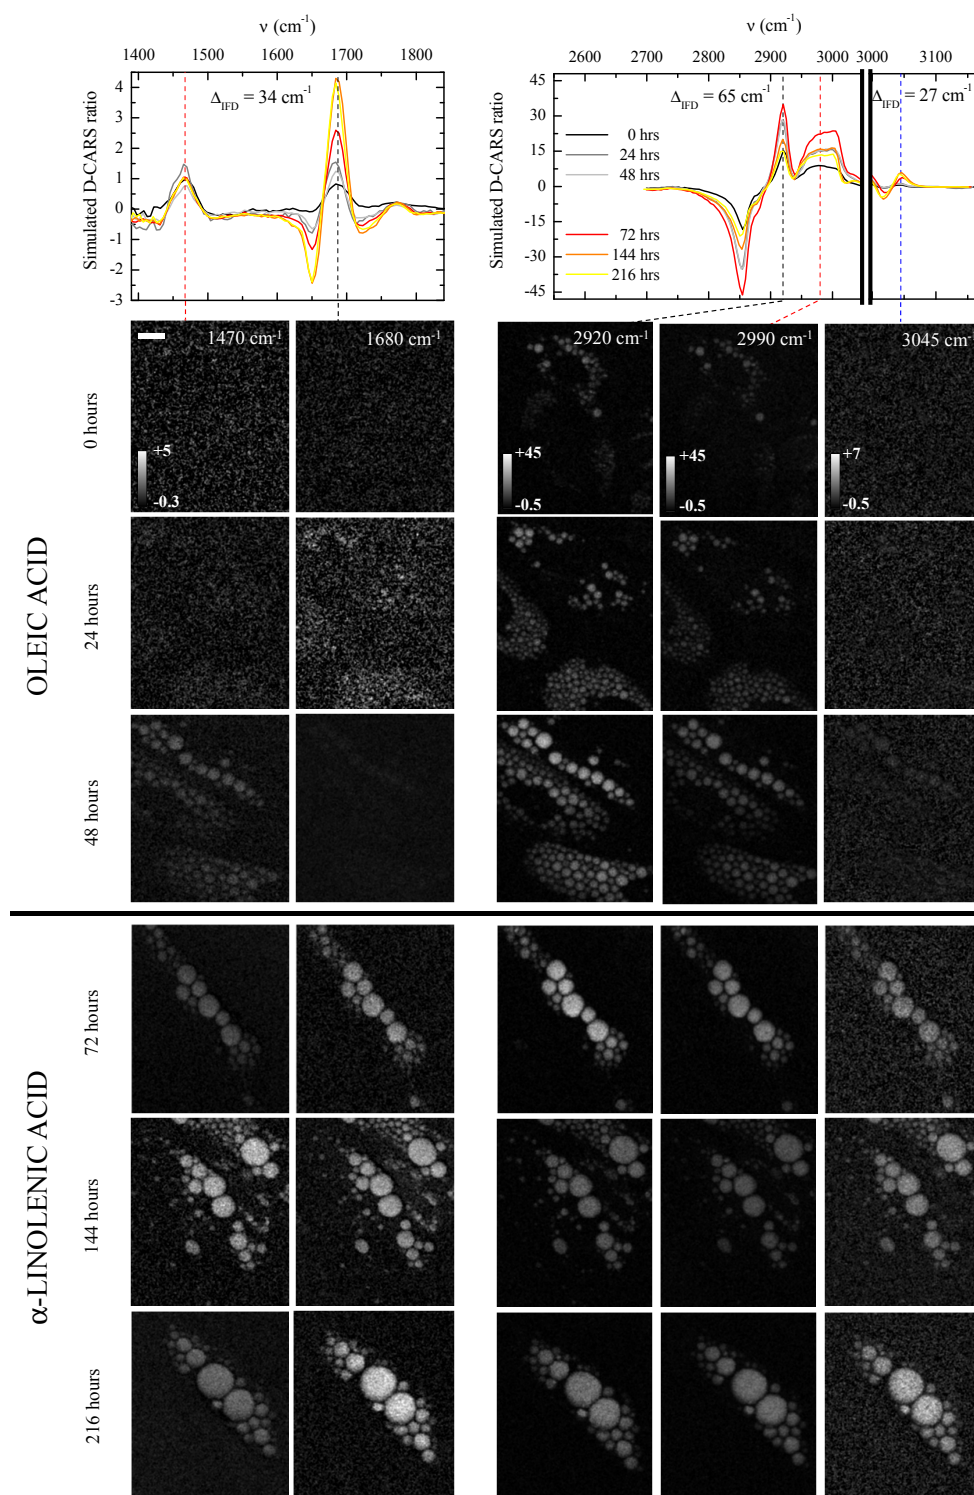 ν (cm⁻¹)
1400 1500 1600 1700 1800
Simulated D-CARS ratio
4
3
2
1
0
-1
-2
-3
Δ_IFD = 34 cm⁻¹
ν (cm⁻¹)
2600 2700 2800 2900 3000 3000 3100
Simulated D-CARS ratio
45
30
15
0
-15
-30
-45
Δ_IFD = 65 cm⁻¹
Δ_IFD = 27 cm⁻¹
0 hrs
24 hrs
48 hrs
72 hrs
144 hrs
216 hrs
1470 cm⁻¹
1680 cm⁻¹
2920 cm⁻¹
2990 cm⁻¹
3045 cm⁻¹
+5
-0.3
+45
-0.5
+45
-0.5
+7
-0.5
OLEIC ACID
0 hours
24 hours
48 hours
α-LINOLENIC ACID
72 hours
144 hours
216 hours